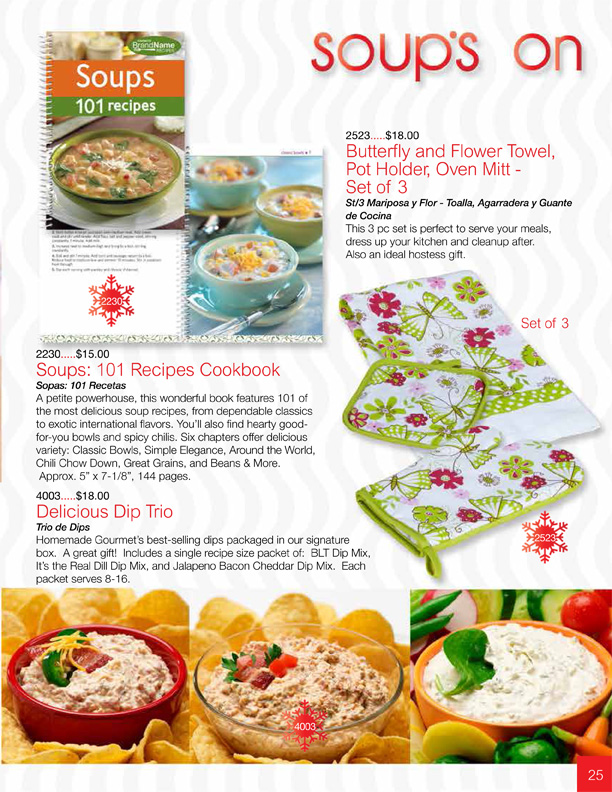 soup's on
BrandName
RECIPES
Soups
101 recipes
2230
2230.....$15.00
Soups: 101 Recipes Cookbook
Sopas: 101 Recetas
A petite powerhouse, this wonderful book features 101 of
the most delicious soup recipes, from dependable classics
to exotic international flavors. You'll also find hearty good-
for-you bowls and spicy chilis. Six chapters offer delicious
variety: Classic Bowls, Simple Elegance, Around the World,
Chili Chow Down, Great Grains, and Beans & More.
Approx. 5" x 7-1/8", 144 pages.
4003.....$18.00
Delicious Dip Trio
Trio de Dips
Homemade Gourmet's best-selling dips packaged in our signature
box. A great gift! Includes a single recipe size packet of: BLT Dip Mix,
It's the Real Dill Dip Mix, and Jalapeno Bacon Cheddar Dip Mix. Each
packet serves 8-16.
2523.....$18.00
Butterfly and Flower Towel,
Pot Holder, Oven Mitt -
Set of 3
St/3 Mariposa y Flor - Toalla, Agarradera y Guante
de Cocina
This 3 pc set is perfect to serve your meals,
dress up your kitchen and cleanup after.
Also an ideal hostess gift.
Set of 3
2523
4003
25